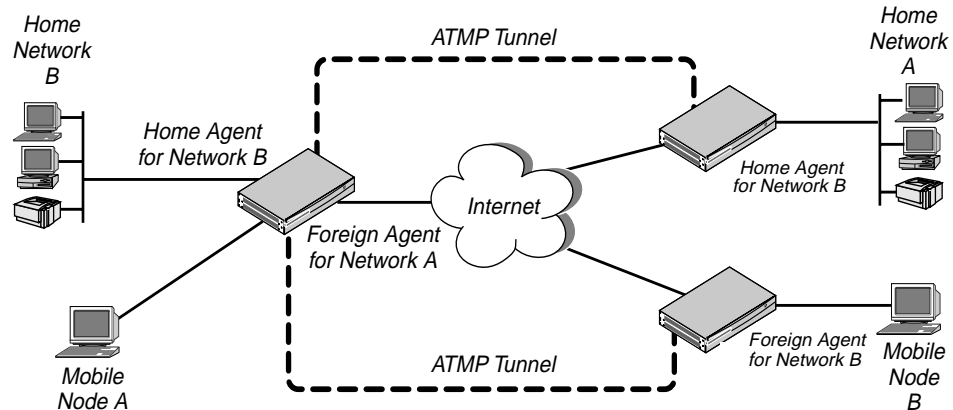 Home
Network
B
ATMP Tunnel
Home
Network
A
Home Agent
for Network B
Home Agent
for Network B
Internet
Foreign Agent
for Network A
Mobile
Node A
ATMP Tunnel
Foreign Agent
for Network B
Mobile
Node
B